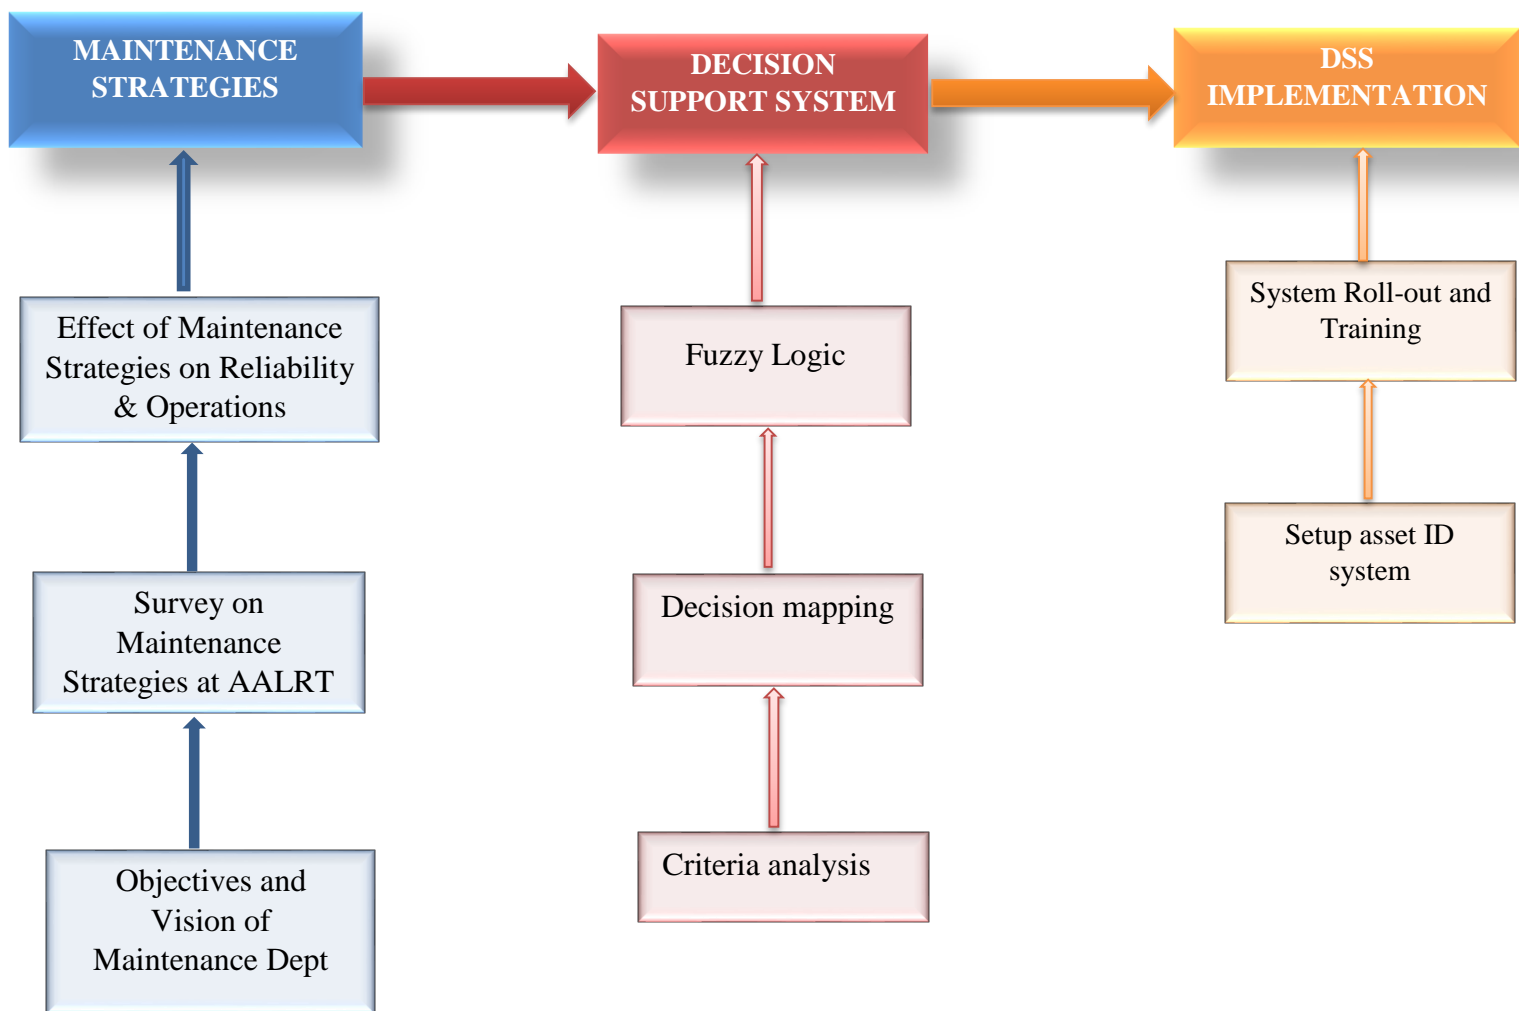 MAINTENANCE
STRATEGIES
DECISION
SUPPORT SYSTEM
DSS
IMPLEMENTATION
Effect of Maintenance
Strategies on Reliability
& Operations
Survey on
Maintenance
Strategies at AALRT
Objectives and
Vision of
Maintenance Dept
Fuzzy Logic
Decision mapping
Criteria analysis
System Roll-out and
Training
Setup asset ID
system